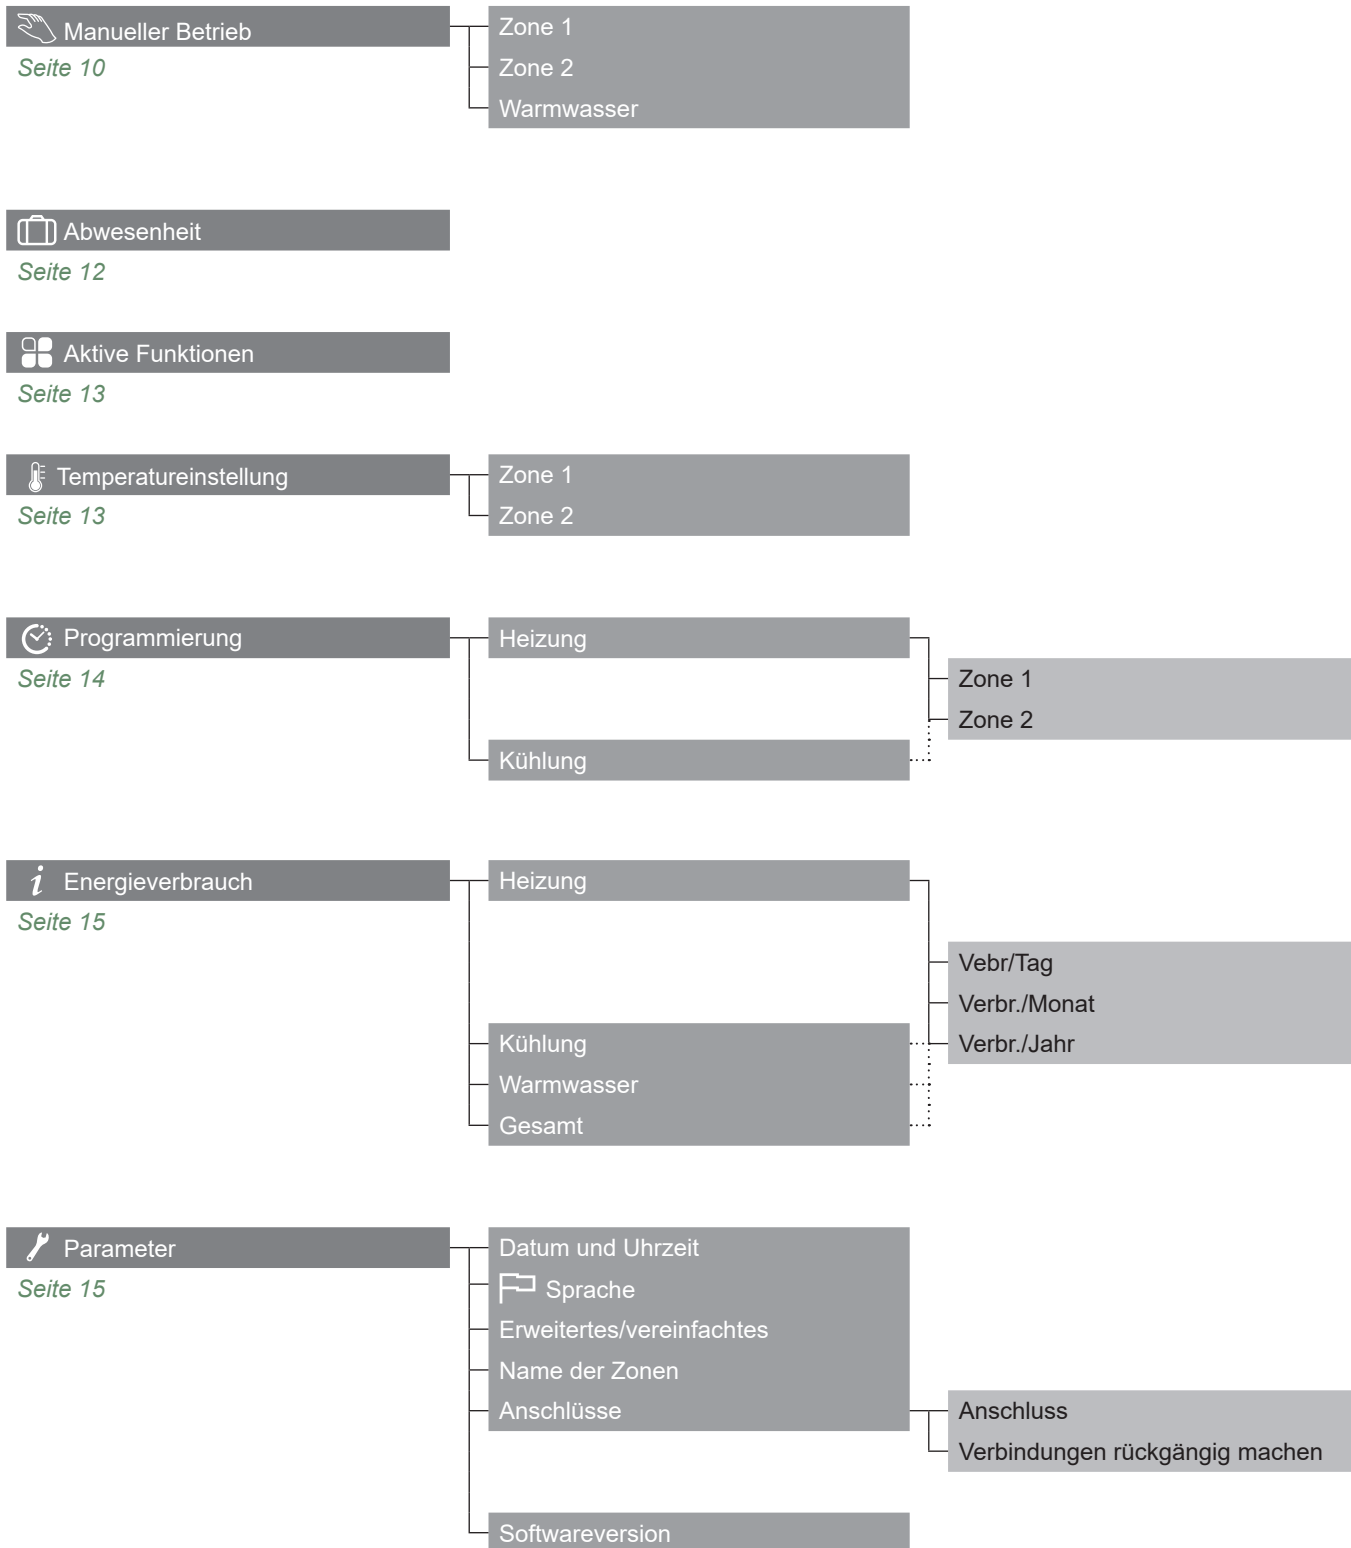 Manueller Betrieb
Seite 10
Zone 1
Zone 2
Warmwasser
Abwesenheit
Seite 12
Aktive Funktionen
Seite 13
Temperatureinstellung
Seite 13
Zone 1
Zone 2
Programmierung
Seite 14
Heizung
Zone 1
Zone 2
Kühlung
Energieverbrauch
Seite 15
Heizung
Vebr/Tag
Verbr./Monat
Verbr./Jahr
Kühlung
Warmwasser
Gesamt
Parameter
Seite 15
Datum und Uhrzeit
Sprache
Erweitertes/vereinfachtes
Name der Zonen
Anschlüsse
Anschluss
Verbindungen rückgängig machen
Softwareversion